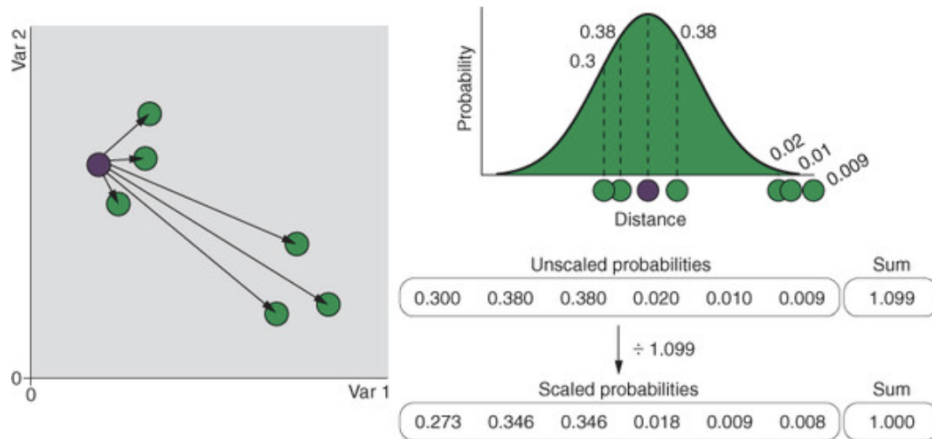 Var 2
0
0
Var 1
Probability
0.38
0.38
0.3
0.02
0.01
0.009
Distance
Unscaled probabilities
Sum
0.300 0.380 0.380 0.020 0.010 0.009
1.099
÷ 1.099
Scaled probabilities
Sum
0.273 0.346 0.346 0.018 0.009 0.008
1.000